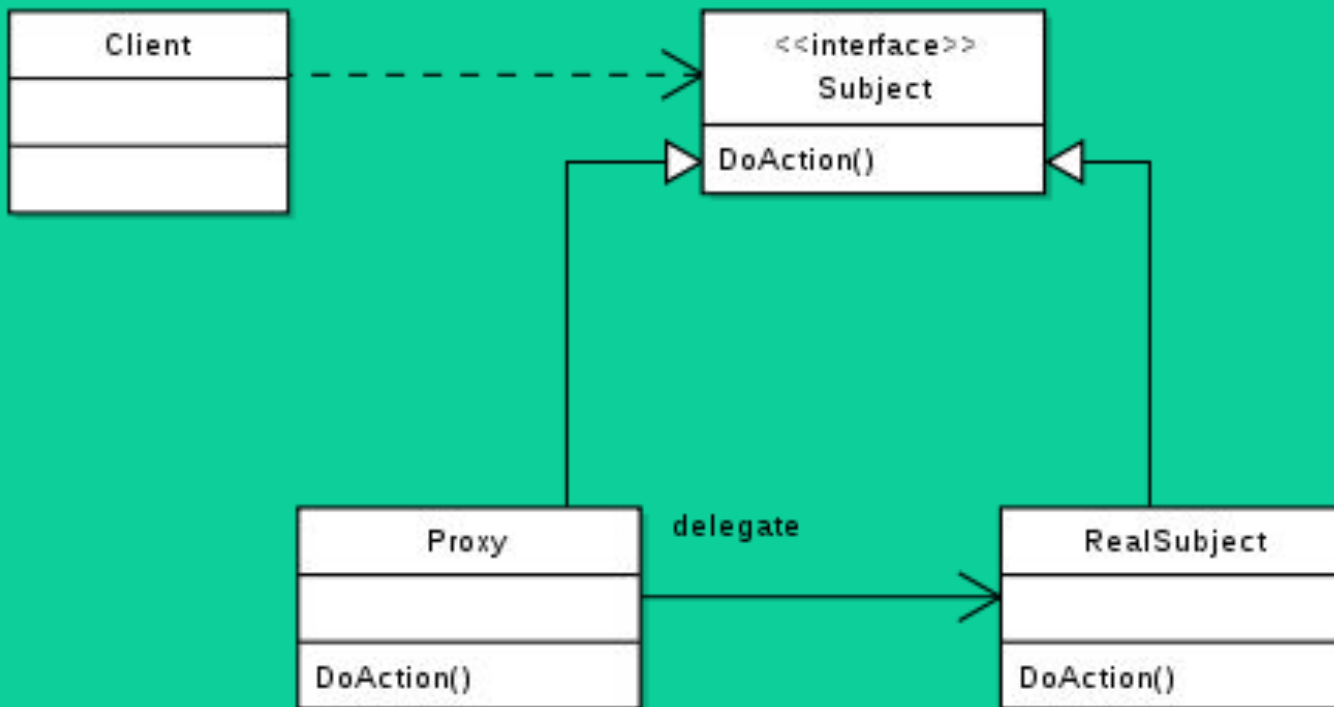 Client
<<interface>>
Subject
DoAction()
Proxy
delegate
RealSubject
DoAction()
DoAction()